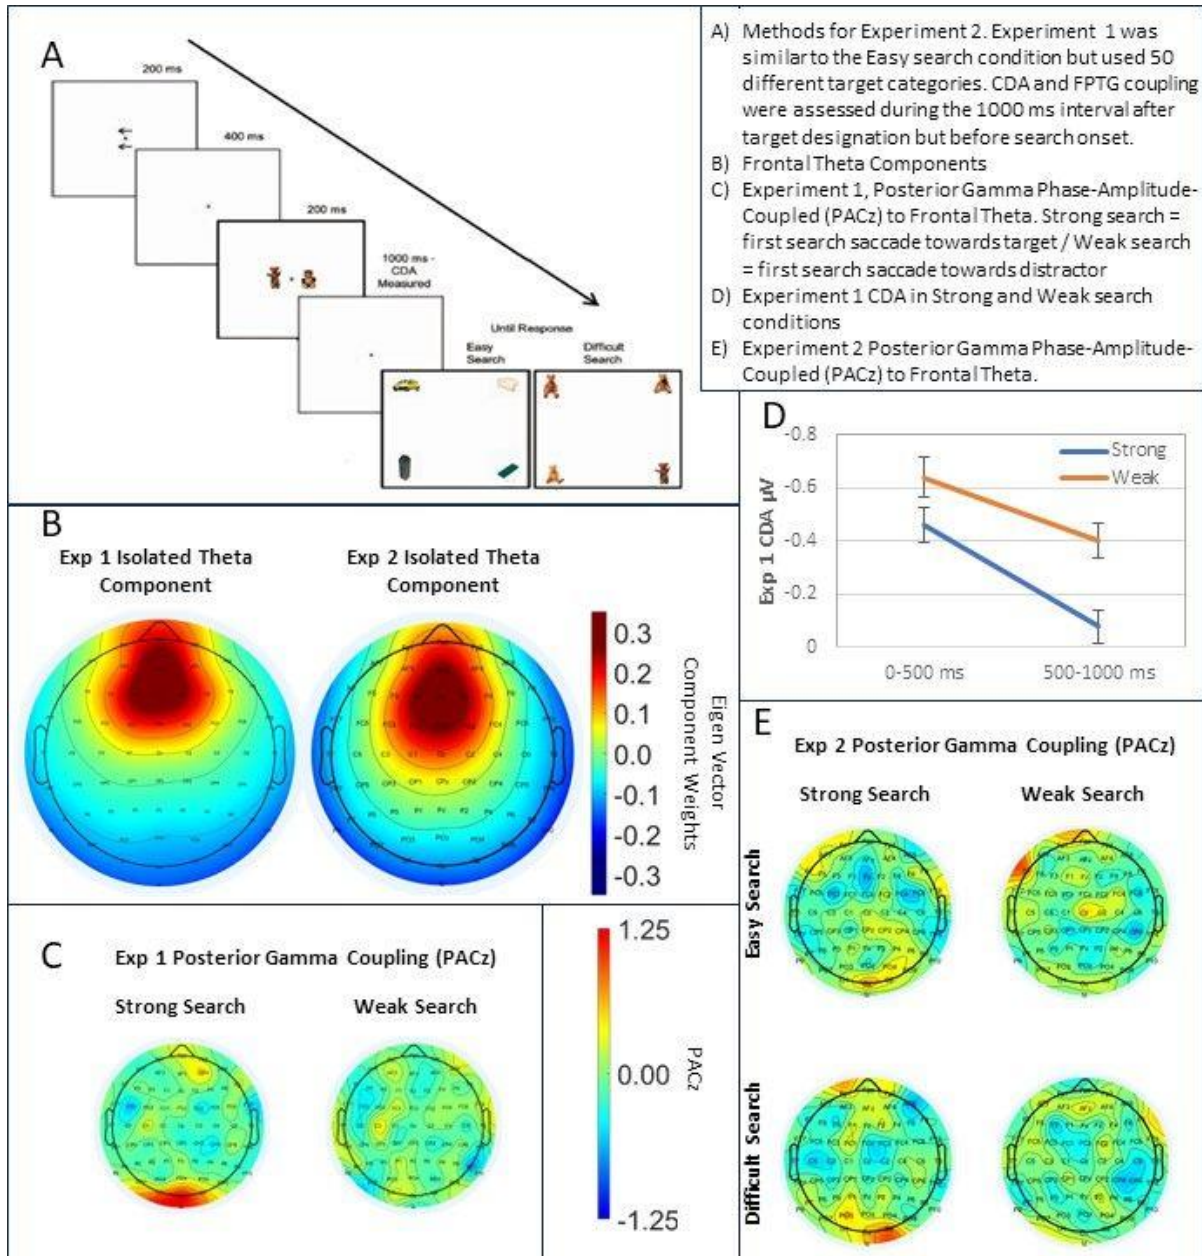 A
200 ms
400 ms
200 ms
1000 ms -
CDA
Measured
Until Response
Easy
Search
Difficult
Search
A) Methods for Experiment 2. Experiment 1 was
similar to the Easy search condition but used 50
different target categories. CDA and FPTG coupling
were assessed during the 1000 ms interval after
target designation but before search onset.
B) Frontal Theta Components
C) Experiment 1, Posterior Gamma Phase-Amplitude-
Coupled (PACz) to Frontal Theta. Strong search =
first search saccade towards target / Weak search
= first search saccade towards distractor
D) Experiment 1 CDA in Strong and Weak search
conditions
E) Experiment 2 Posterior Gamma Phase-Amplitude-
Coupled (PACz) to Frontal Theta.
B
Exp 1 Isolated Theta
Component
Exp 2 Isolated Theta
Component
0.3
0.2
0.1
0.0
-0.1
-0.2
-0.3
Eigen Vector
Component Weights
C
Exp 1 Posterior Gamma Coupling (PACz)
Strong Search
Weak Search
1.25
0.00
-1.25
PACz
D
-0.8
-0.6
-0.4
-0.2
0
Exp 1 CDA µV
Strong
Weak
0-500 ms
500-1000 ms
E
Exp 2 Posterior Gamma Coupling (PACz)
Strong Search
Weak Search
Easy Search
Difficult Search